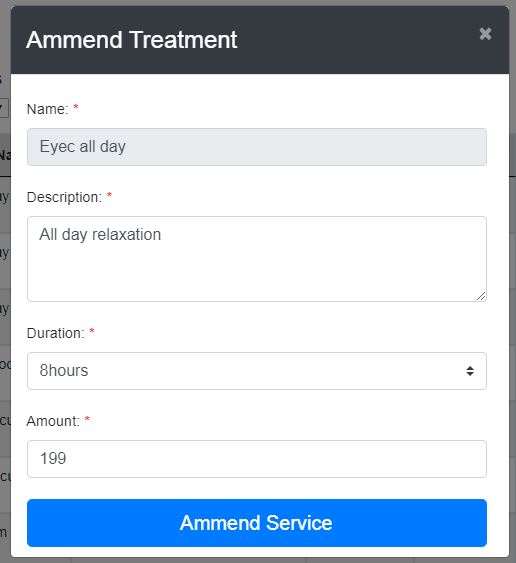 Ammend Treatment
×
Name: *
Eyec all day
Description: *
All day relaxation
Duration: *
8hours
Amount: *
199
Ammend Service